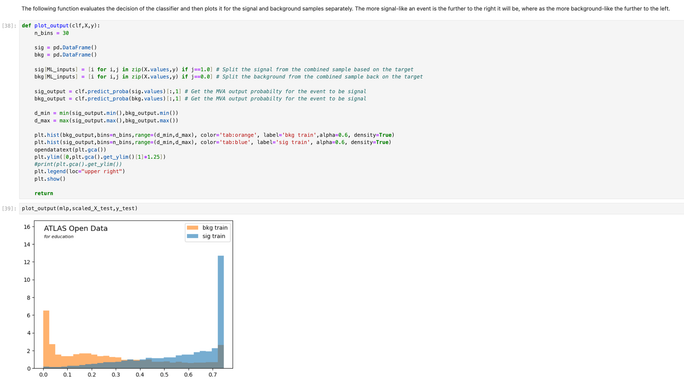 The following function evaluates the decision of the classifier and then plots it for the signal and background samples separately. The more signal-like an event is the further to the right it will be, where as the more background-like the further to the left.
[38]: def plot_output(clf,X,y):
n_bins = 30
sig = pd.DataFrame()
bkg = pd.DataFrame()
sig[ML_inputs] = [i for i,j in zip(X.values,y) if j==1.0] # Split the signal from the combined sample based on the target
bkg[ML_inputs] = [i for i,j in zip(X.values,y) if j==0.0] # Split the background from the combined sample back on the target
sig_output = clf.predict_proba(sig.values)[:,1] # Get the MVA output probabilty for the event to be signal
bkg_output = clf.predict_proba(bkg.values)[:,1] # Get the MVA output probabilty for the event to be signal
d_min = min(sig_output.min(),bkg_output.min())
d_max = max(sig_output.max(),bkg_output.max())
plt.hist(bkg_output,bins=n_bins,range=(d_min,d_max), color='tab:orange', label='bkg train',alpha=0.6, density=True)
plt.hist(sig_output,bins=n_bins,range=(d_min,d_max), color='tab:blue', label='sig train', alpha=0.6, density=True)
opendatatext(plt.gca())
plt.ylim([0,plt.gca().get_ylim()[1]*1.25])
#print(plt.gca().get_ylim())
plt.legend(loc="upper right")
plt.show()
return
[39]: plot_output(mlp,scaled_X_test,y_test)
ATLAS Open Data
for education
bkg train
sig train
16
14
12
10
8
6
4
2
0
0.0 0.1 0.2 0.3 0.4 0.5 0.6 0.7